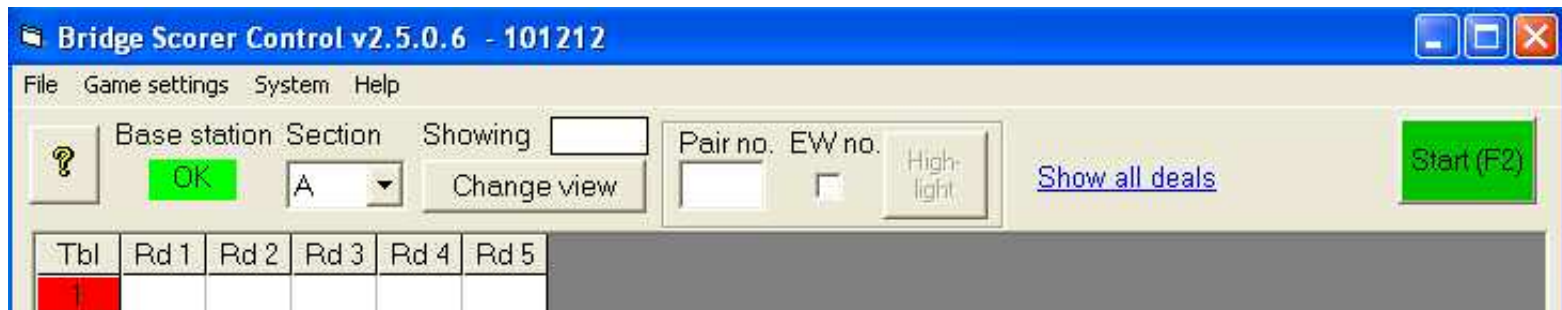 Bridge Scorer Control v2.5.0.6 - 101212
File Game settings System Help
? Base station Section Showing Pair no. EW no. High-light Show all deals Start (F2)
OK A Change view
Tbl Rd 1 Rd 2 Rd 3 Rd 4 Rd 5
1